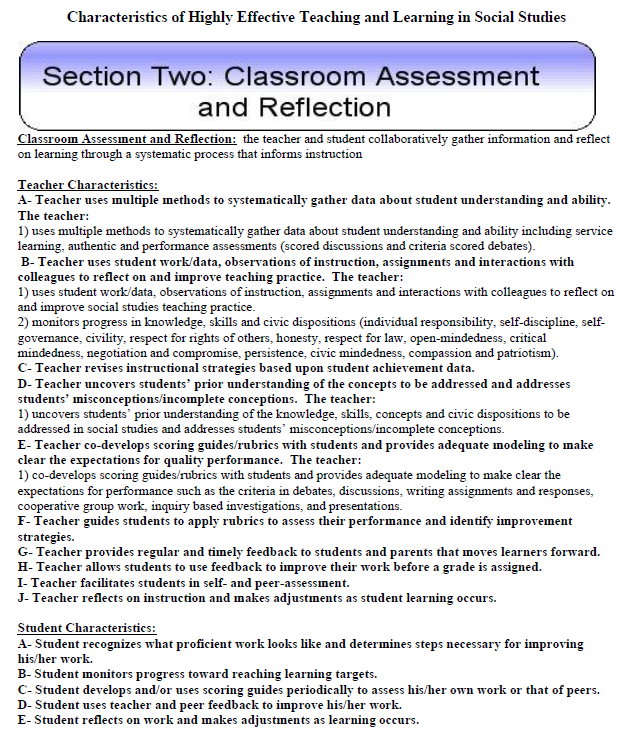 Characteristics of Highly Effective Teaching and Learning in Social Studies
Section Two: Classroom Assessment
and Reflection
Classroom Assessment and Reflection: the teacher and student collaboratively gather information and reflect
on learning through a systematic process that informs instruction
Teacher Characteristics:
A- Teacher uses multiple methods to systematically gather data about student understanding and ability.
The teacher:
1) uses multiple methods to systematically gather data about student understanding and ability including service
learning, authentic and performance assessments (scored discussions and criteria scored debates).
B- Teacher uses student work/data, observations of instruction, assignments and interactions with
colleagues to reflect on and improve teaching practice. The teacher:
1) uses student work/data, observations of instruction, assignments and interactions with colleagues to reflect on
and improve social studies teaching practice.
2) monitors progress in knowledge, skills and civic dispositions (individual responsibility, self-discipline, self-
governance, civility, respect for rights of others, honesty, respect for law, open-mindedness, critical
mindedness, negotiation and compromise, persistence, civic mindedness, compassion and patriotism).
C- Teacher revises instructional strategies based upon student achievement data.
D- Teacher uncovers students’ prior understanding of the concepts to be addressed and addresses
students’ misconceptions/incomplete conceptions. The teacher:
1) uncovers students’ prior understanding of the knowledge, skills, concepts and civic dispositions to be
addressed in social studies and addresses students’ misconceptions/incomplete conceptions.
E- Teacher co-develops scoring guides/rubrics with students and provides adequate modeling to make
clear the expectations for quality performance. The teacher:
1) co-develops scoring guides/rubrics with students and provides adequate modeling to make clear the
expectations for performance such as the criteria in debates, discussions, writing assignments and responses,
cooperative group work, inquiry based investigations, and presentations.
F- Teacher guides students to apply rubrics to assess their performance and identify improvement
strategies.
G- Teacher provides regular and timely feedback to students and parents that moves learners forward.
H- Teacher allows students to use feedback to improve their work before a grade is assigned.
I- Teacher facilitates students in self- and peer-assessment.
J- Teacher reflects on instruction and makes adjustments as student learning occurs.
Student Characteristics:
A- Student recognizes what proficient work looks like and determines steps necessary for improving
his/her work.
B- Student monitors progress toward reaching learning targets.
C- Student develops and/or uses scoring guides periodically to assess his/her own work or that of peers.
D- Student uses teacher and peer feedback to improve his/her work.
E- Student reflects on work and makes adjustments as learning occurs.